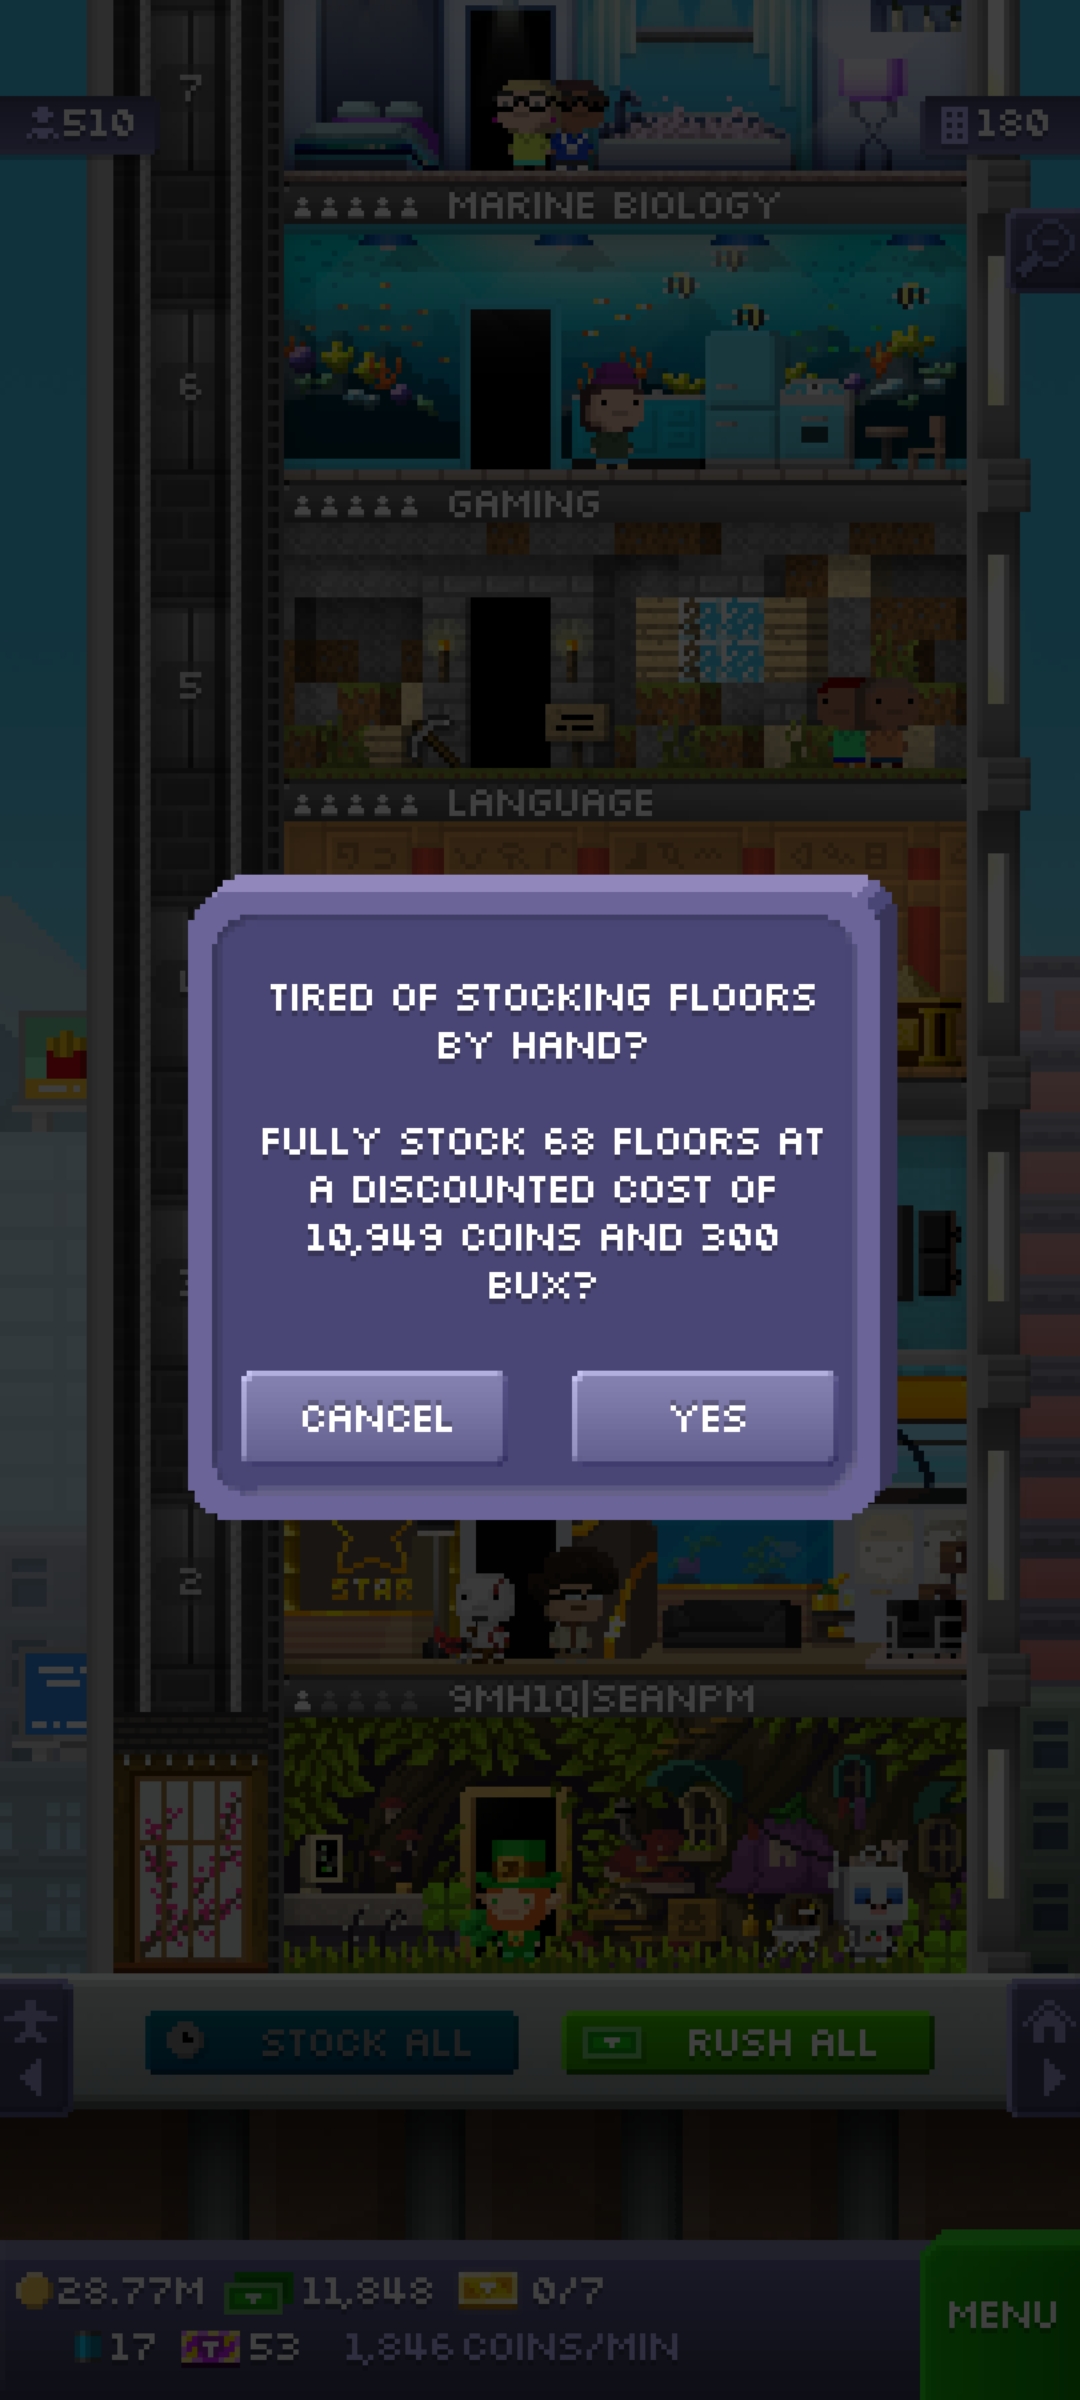 7
510
180
MARINE BIOLOGY
6
GAMING
5
LANGUAGE
TIRED OF STOCKING FLOORS
BY HAND?
FULLY STOCK 68 FLOORS AT
A DISCOUNTED COST OF
10,949 COINS AND 300
BUX?
CANCEL
YES
2
STAR
9MH1Q|SEANPM
STOCK ALL
RUSH ALL
28.77M
11,848
0/7
17
T
53
1,846 COINS/MIN
MENU